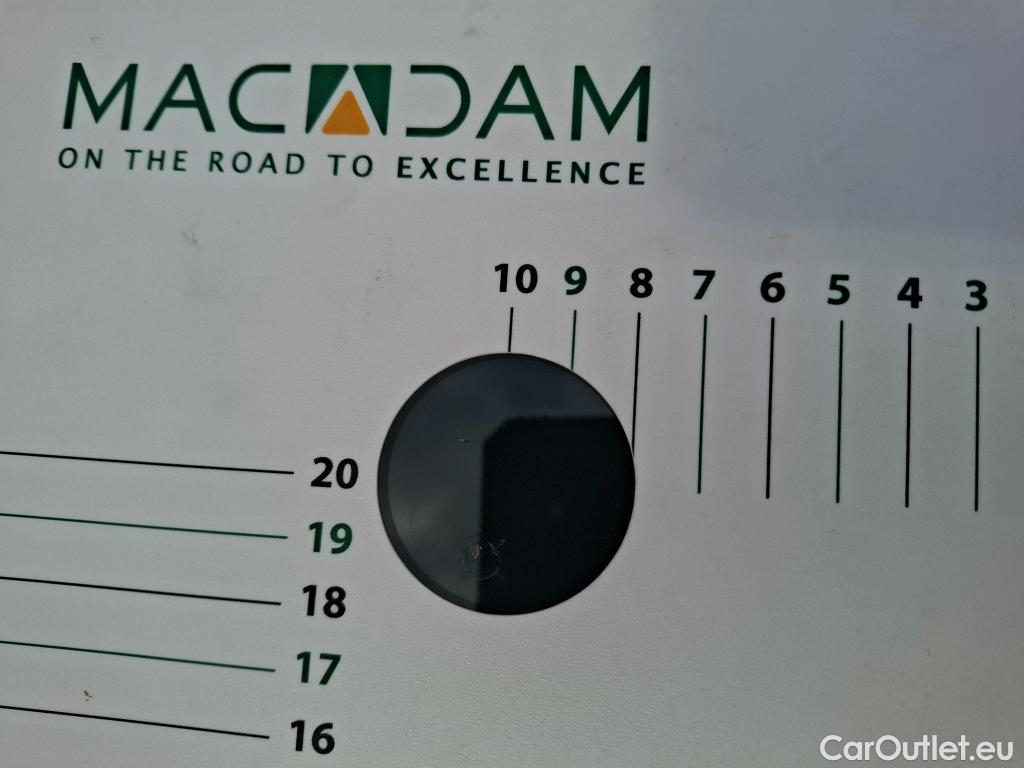 MACADAM
ON THE ROAD TO EXCELLENCE
10 9 8 7 6 5 4 3
20
19
18
17
16
CarOutlet.eu